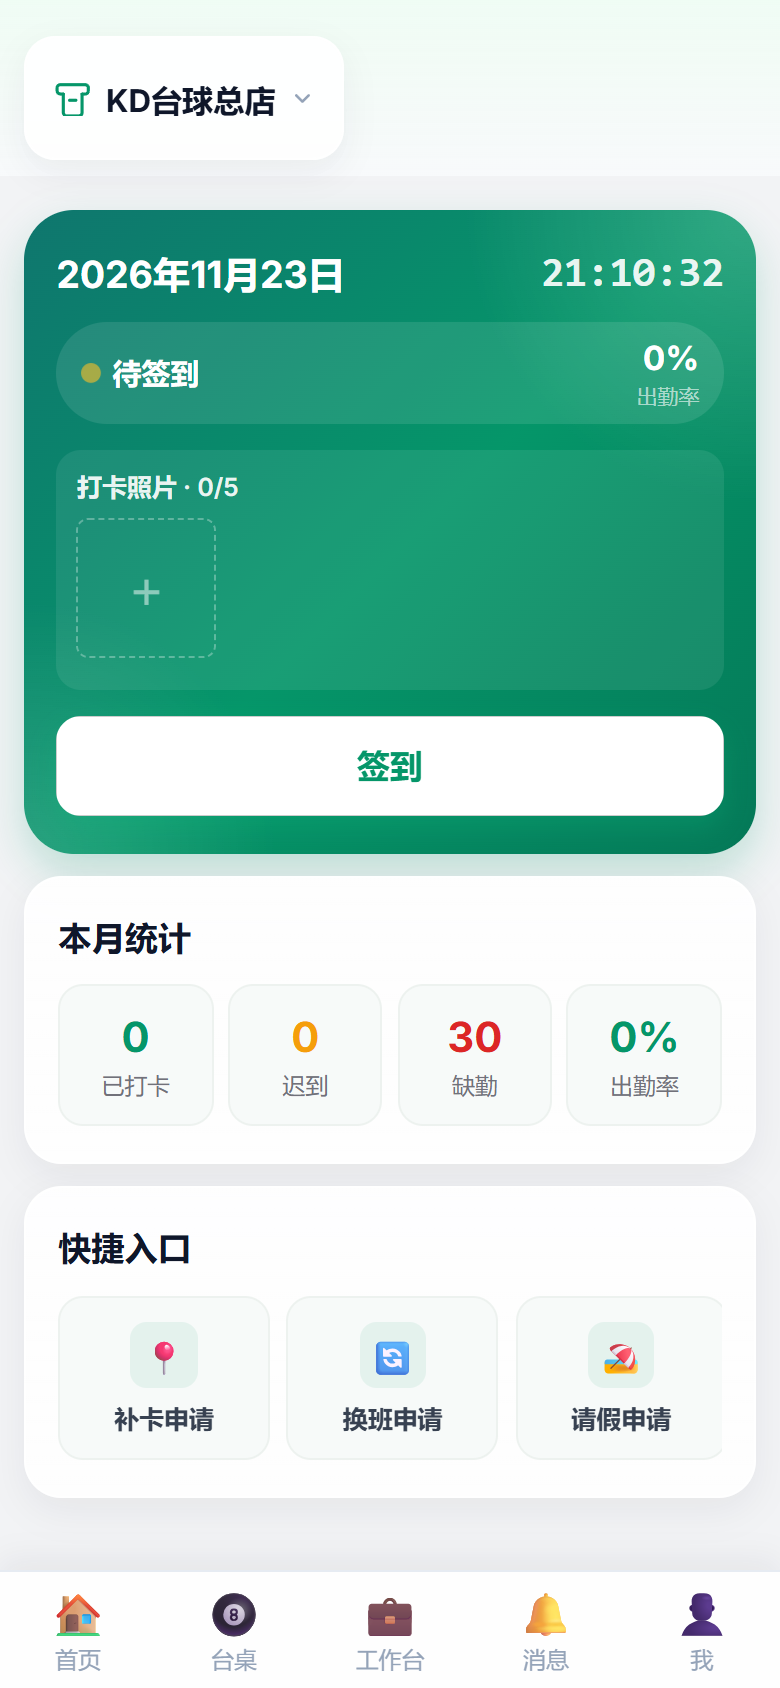 KD台球总店
2026年11月23日
21:10:32
待签到
0%
出勤率
打卡照片 · 0/5
+
签到
本月统计
0
已打卡
0
迟到
30
缺勤
0%
出勤率
快捷入口
补卡申请
换班申请
请假申请
8
首页
台桌
工作台
消息
我